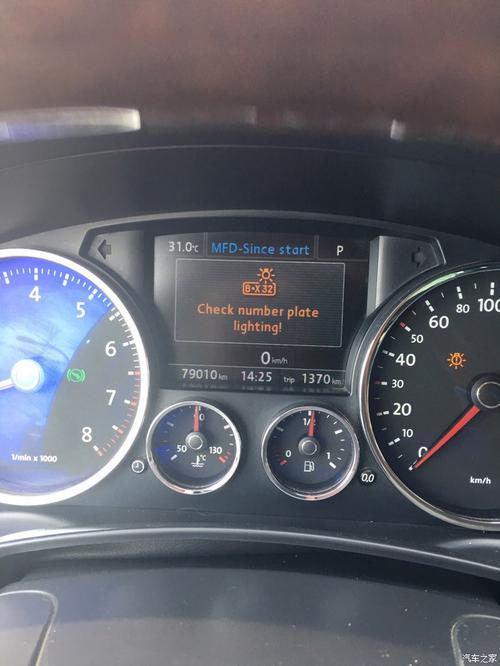 31.0°C MFD-Since start P
B·X 32
Check number plate
lighting!
0 km/h
79010 km 14:25 trip 1370 km
4
5
6
7
8
1/min x 1000
50 130
°C
0 1/2 1
0.0
0
10
20
30
40
50
60
80
100
km/h
汽车之家